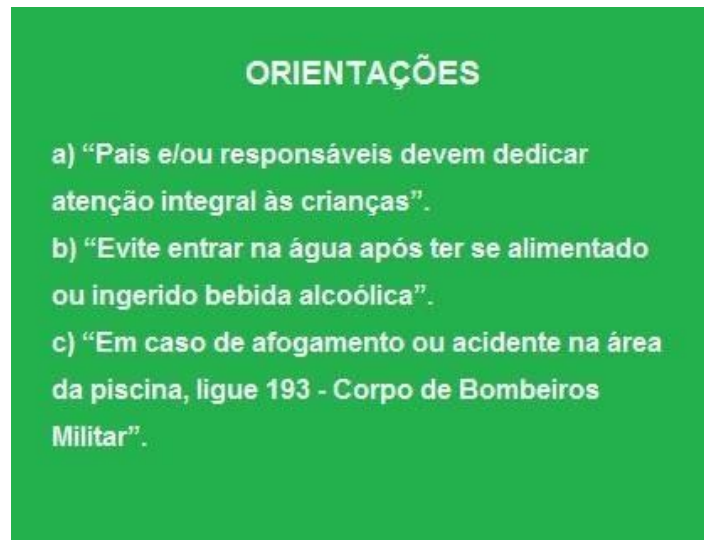 ORIENTAÇÕES
a) “Pais e/ou responsáveis devem dedicar
atenção integral às crianças”.
b) “Evite entrar na água após ter se alimentado
ou ingerido bebida alcoólica”.
c) “Em caso de afogamento ou acidente na área
da piscina, ligue 193 - Corpo de Bombeiros
Militar”.